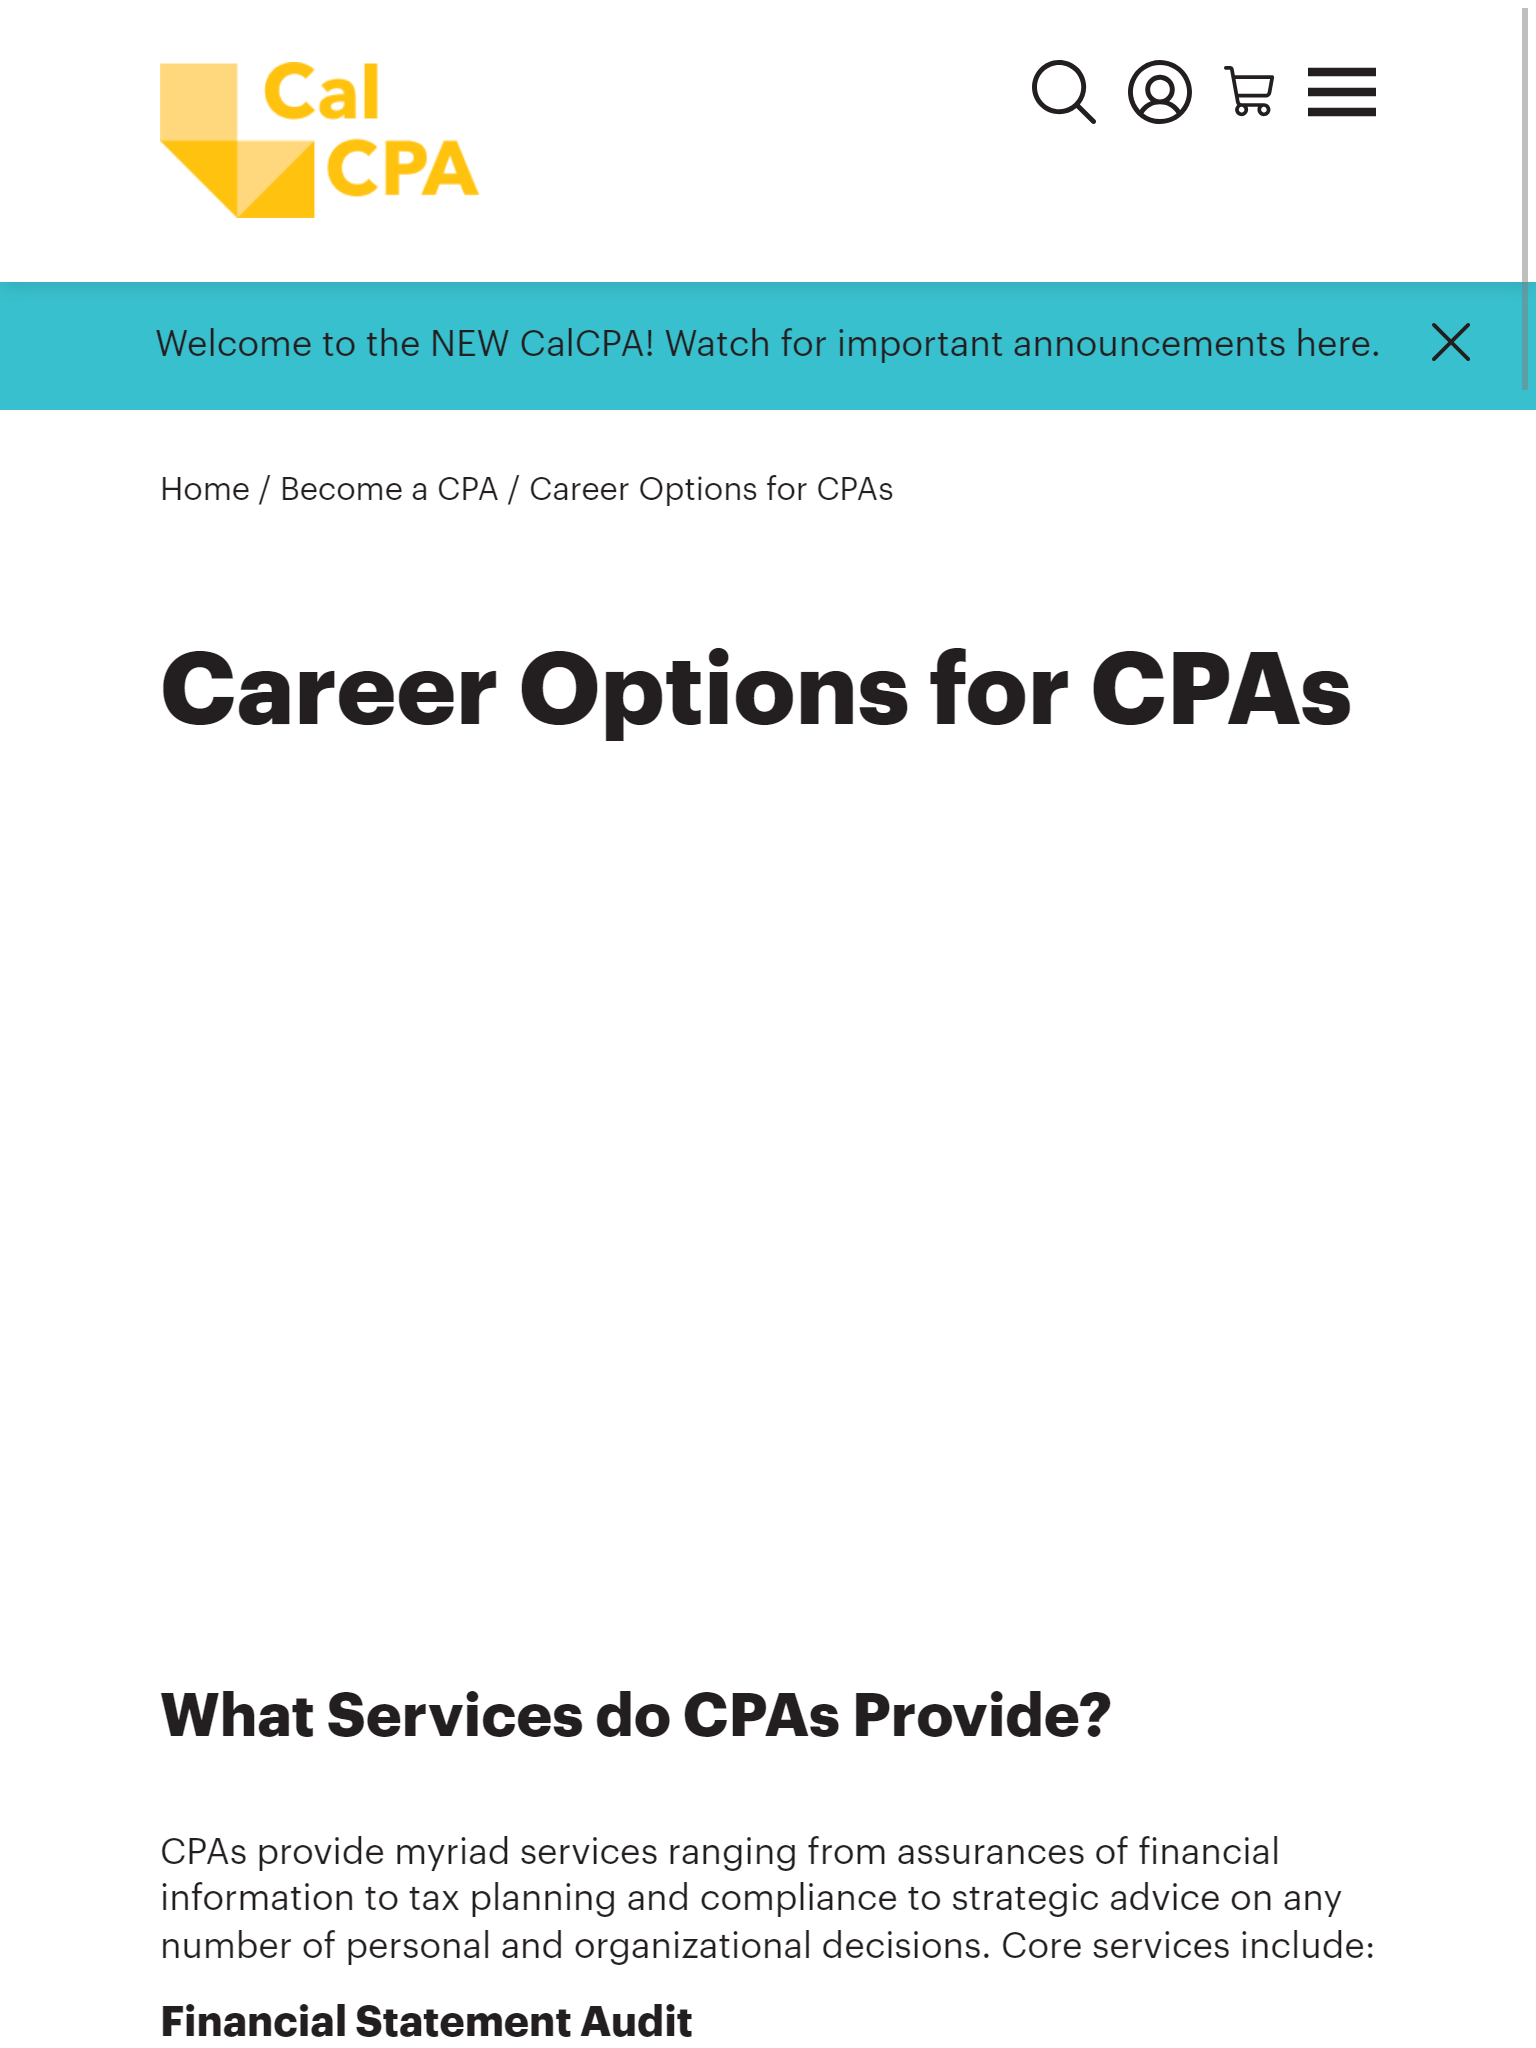 Cal
CPA
Welcome to the NEW CalCPA! Watch for important announcements here.
Home / Become a CPA / Career Options for CPAs
Career Options for CPAs
What Services do CPAs Provide?
CPAs provide myriad services ranging from assurances of financial
information to tax planning and compliance to strategic advice on any
number of personal and organizational decisions. Core services include:
Financial Statement Audit